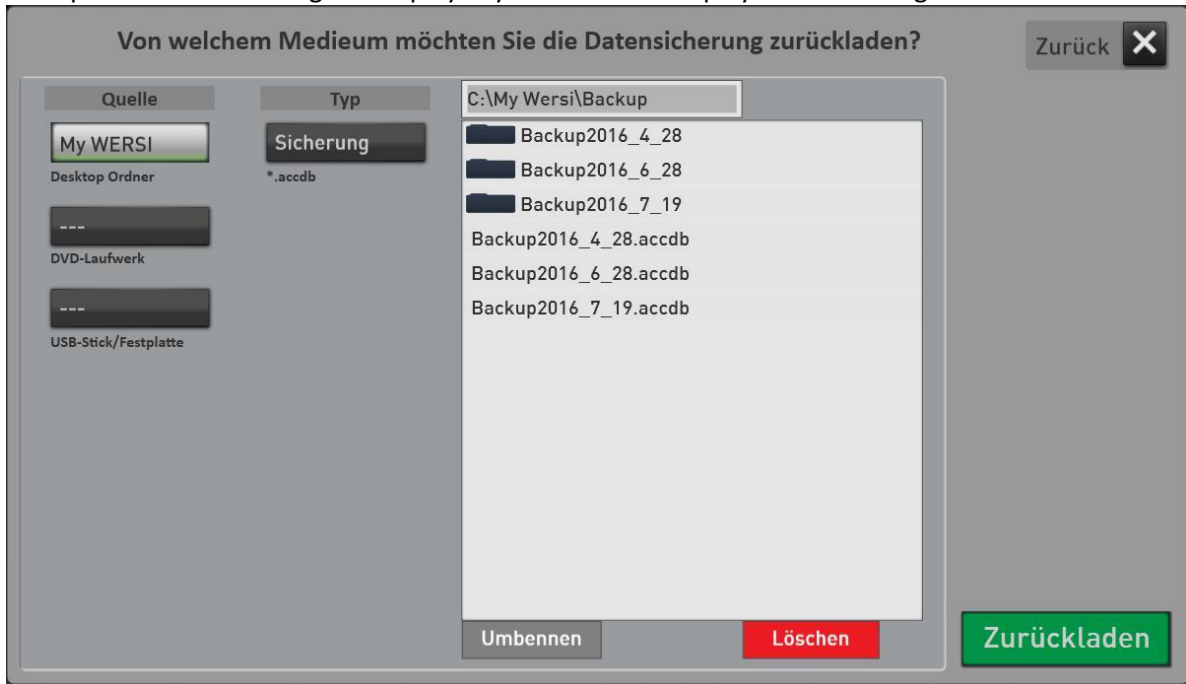 Von welchem Medieum möchten Sie die Datensicherung zurückladen?
Zurück
Quelle
Typ
C:\My Wersi\Backup
My WERSI
Desktop Ordner
Sicherung
*.accdb
---
DVD-Laufwerk
---
USB-Stick/Festplatte
Backup2016_4_28
Backup2016_6_28
Backup2016_7_19
Backup2016_4_28.accdb
Backup2016_6_28.accdb
Backup2016_7_19.accdb
Umbennen
Löschen
Zurückladen